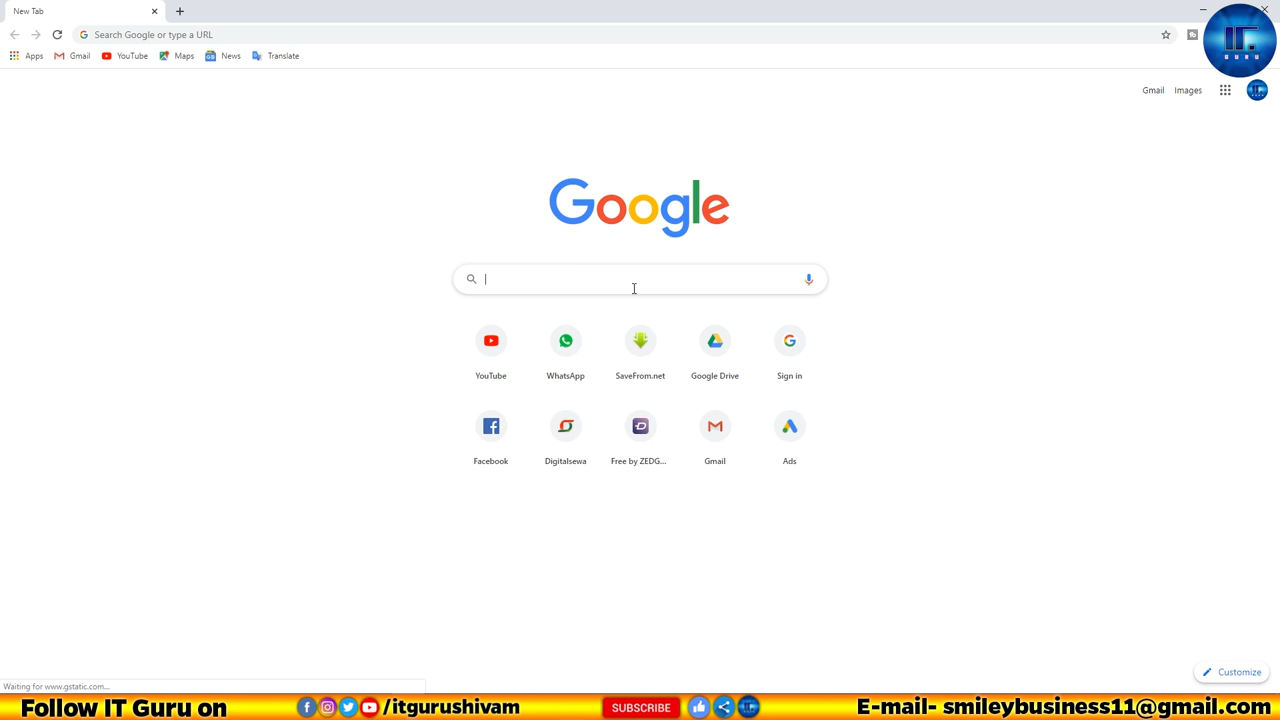 New Tab
Search Google or type a URL
Apps Gmail YouTube Maps News Translate
IT.
GURU
Gmail Images
Google
YouTube WhatsApp SaveFrom.net Google Drive Sign in
Facebook Digitalsewa Free by ZEDG... Gmail Ads
Customize
Waiting for www.gstatic.com...
Follow IT Guru on /itgurushivam SUBSCRIBE E-mail- smileybusiness11@gmail.com